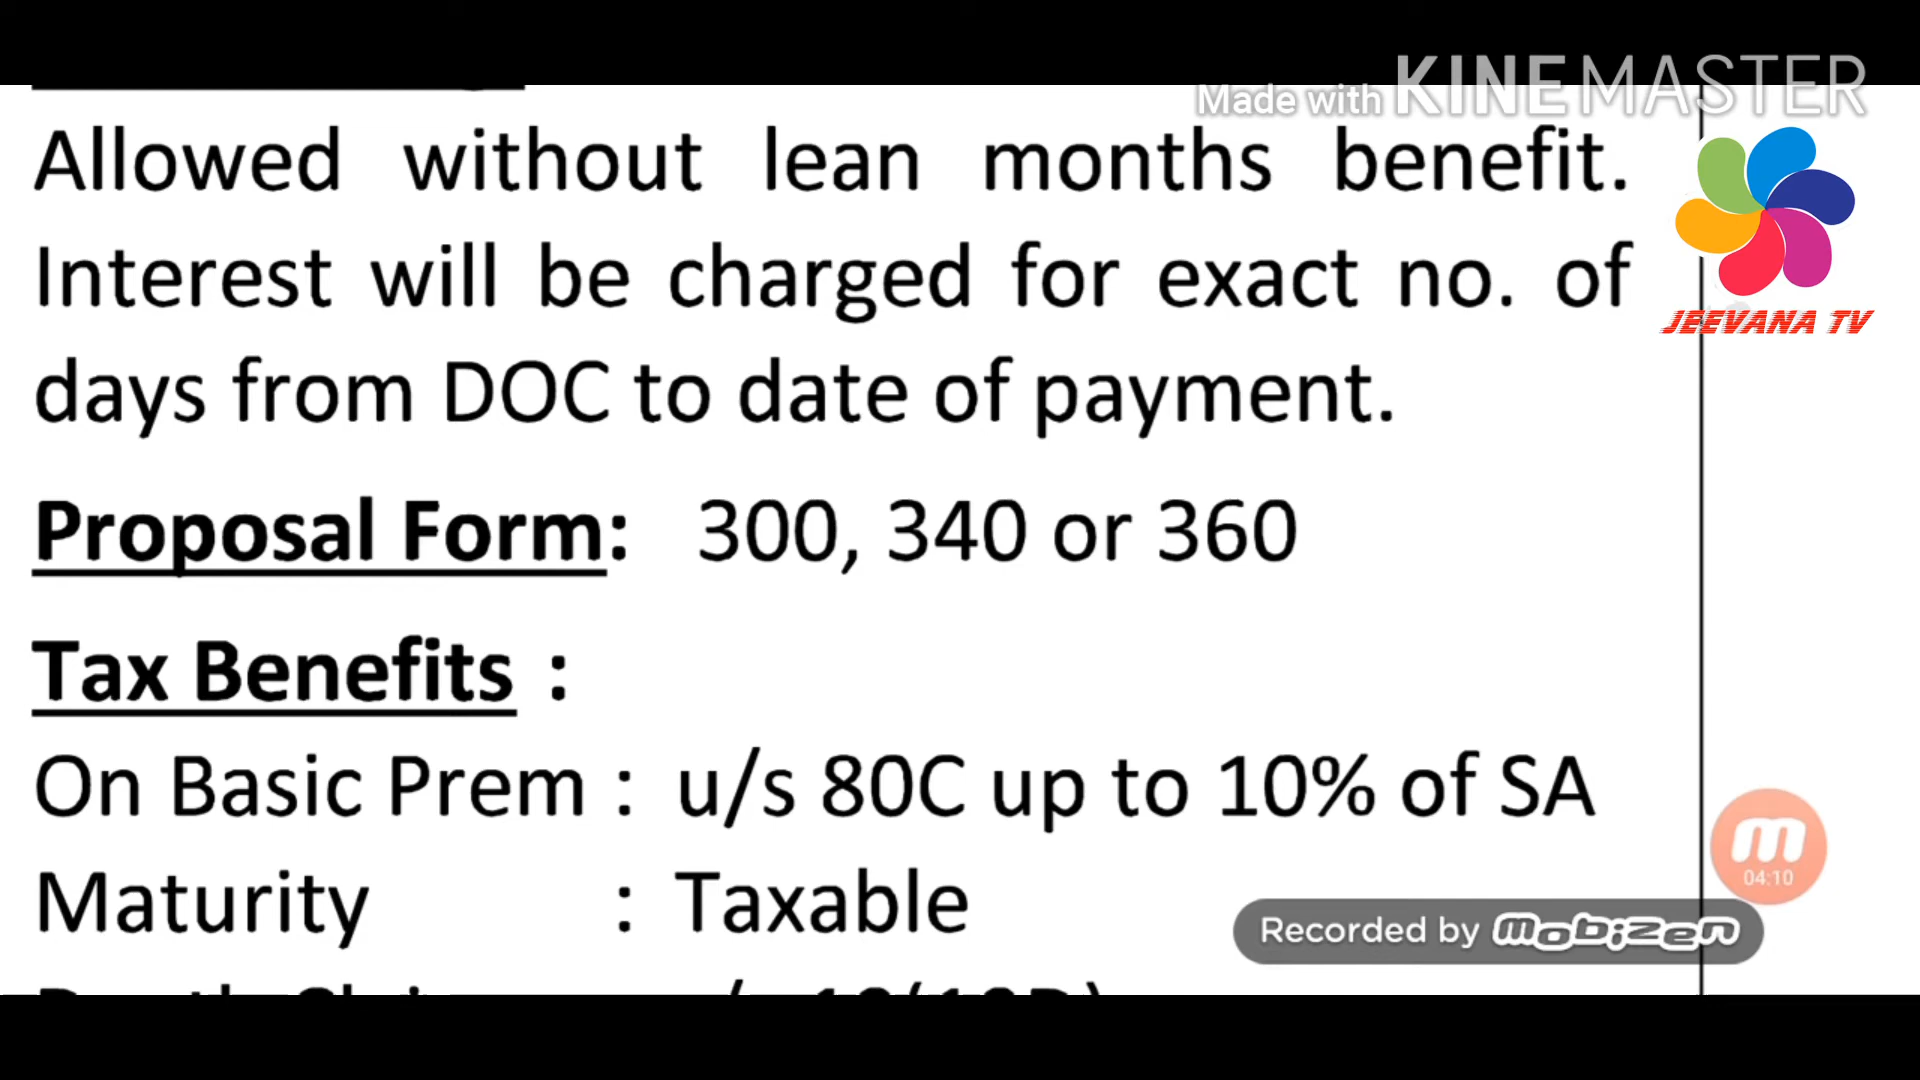 Made with KINEMASTER
Allowed without lean months benefit.
Interest will be charged for exact no. of
days from DOC to date of payment.
JEEVANA TV
Proposal Form: 300, 340 or 360
Tax Benefits :
On Basic Prem : u/s 80C up to 10% of SA
Maturity : Taxable
04:10
Recorded by mobizen